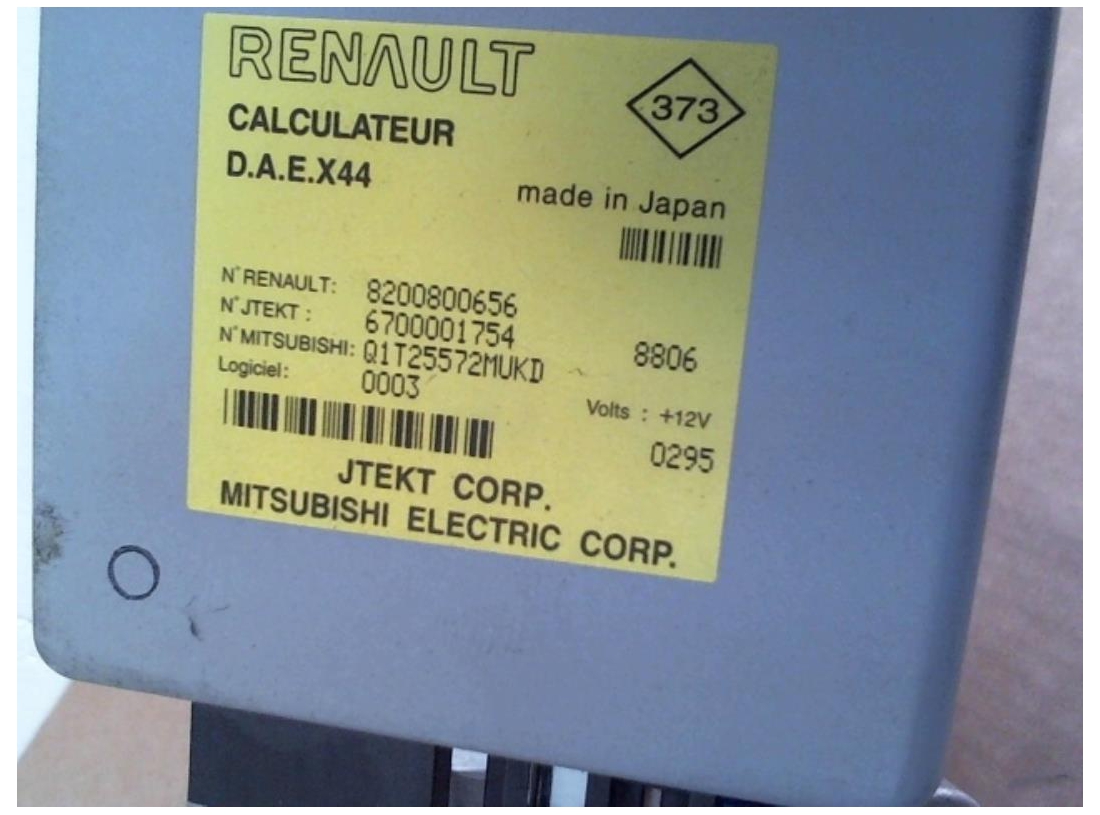 RENAULT
373
CALCULATEUR
D.A.E.X44
made in Japan
N° RENAULT: 8200800656
N° JTEKT : 6700001754
N° MITSUBISHI: Q1T25572MUKD 8806
Logiciel: 0003
Volts : +12V
0295
JTEKT CORP.
MITSUBISHI ELECTRIC CORP.